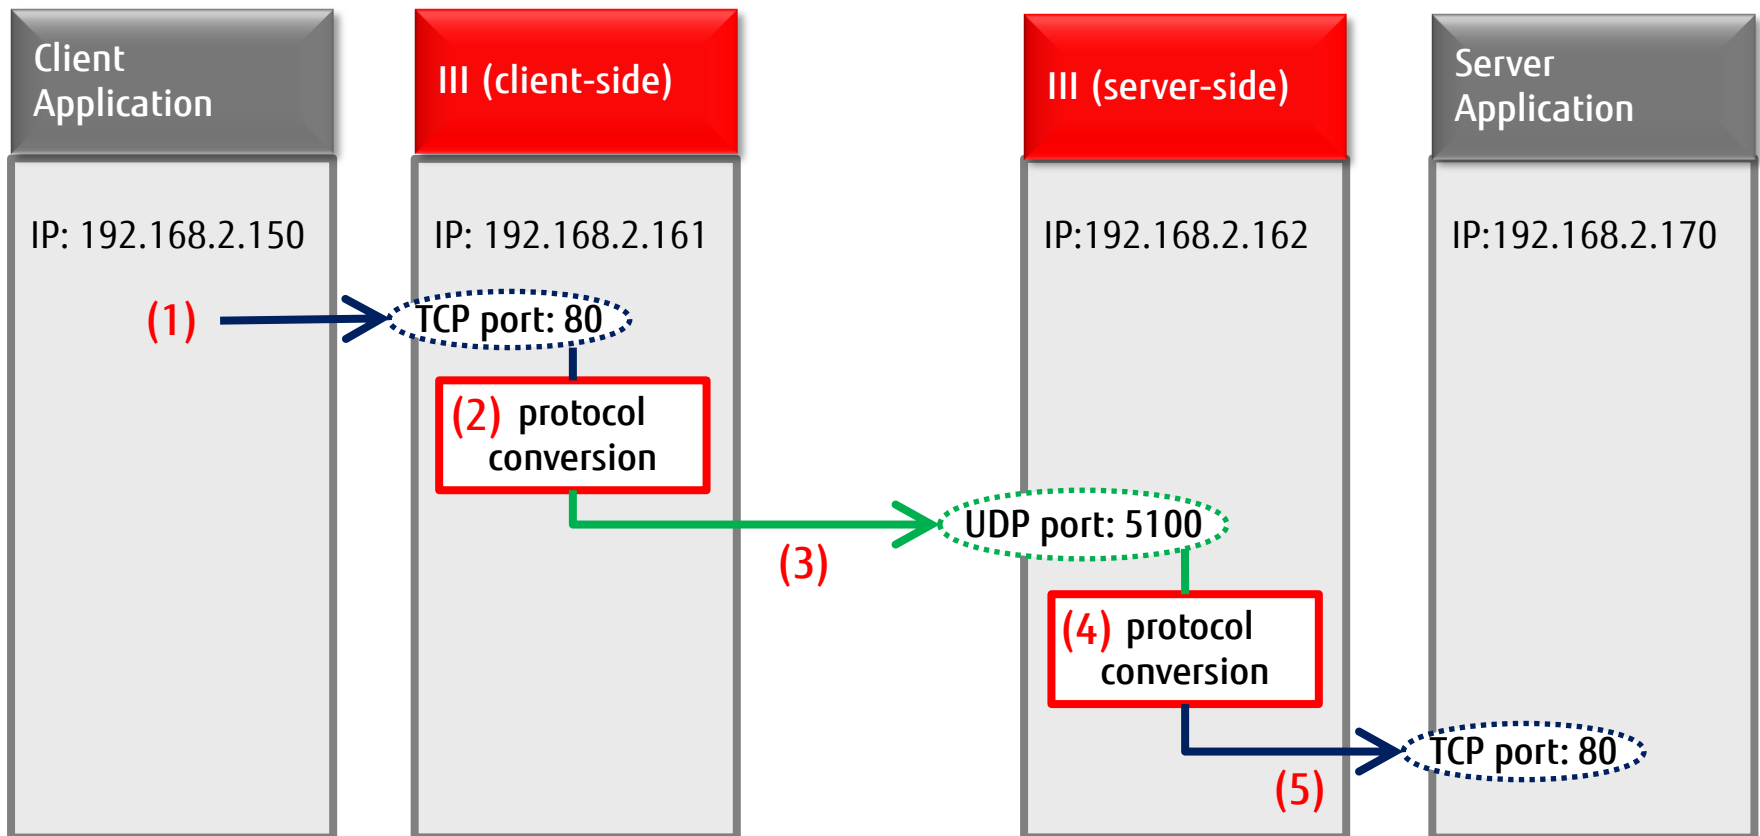 Client
Application
III (client-side)
III (server-side)
Server
Application
IP: 192.168.2.150
IP: 192.168.2.161
IP:192.168.2.162
IP:192.168.2.170
(1)
TCP port: 80
(2) protocol
conversion
UDP port: 5100
(3)
(4) protocol
conversion
TCP port: 80
(5)